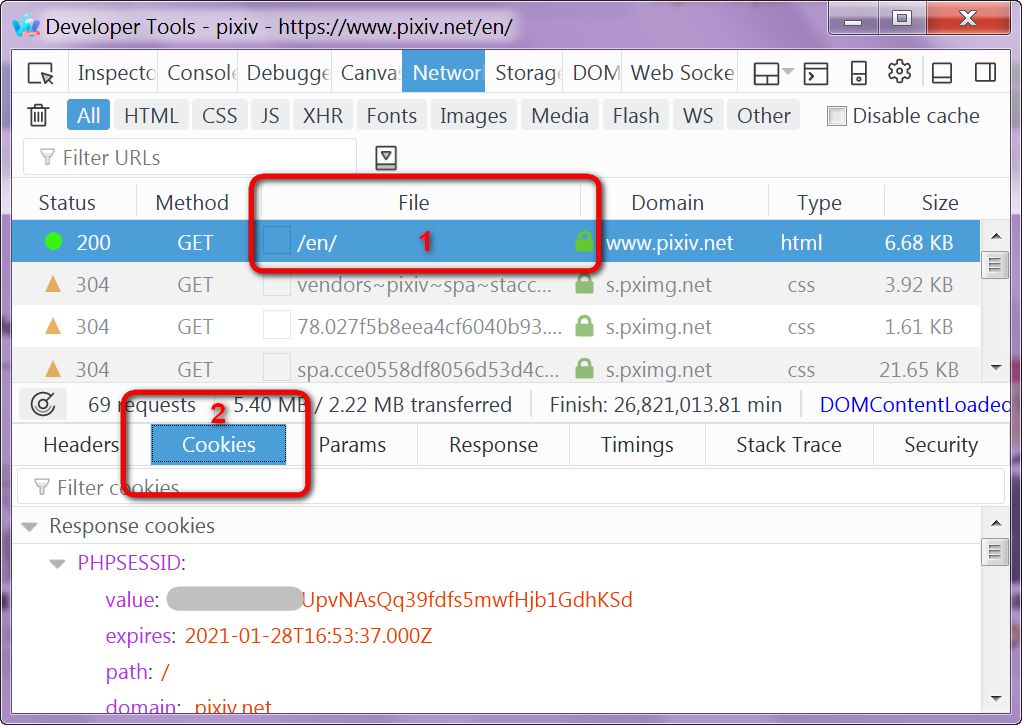 Developer Tools - pixiv - https://www.pixiv.net/en/
Inspecto Console Debugge Canva Networ Storag DOM Web Socke
All HTML CSS JS XHR Fonts Images Media Flash WS Other Disable cache
Filter URLs
Status Method File Domain Type Size
200 GET /en/ 1 www.pixiv.net html 6.68 KB
304 GET vendors~pixiv~spa~stacc... s.pximg.net css 3.92 KB
304 GET 78.027f5b8eea4cf6040b93.... s.pximg.net css 1.61 KB
304 GET spa.cce0558df8056d53d4c... s.pximg.net css 21.65 KB
69 requests 2 5.40 MB / 2.22 MB transferred Finish: 26,821,013.81 min DOMContentLoaded
Headers Cookies Params Response Timings Stack Trace Security
Filter cookies
Response cookies
PHPSESSID:
value: UpvNAsQq39fdfs5mwfHjb1GdhKSd
expires: 2021-01-28T16:53:37.000Z
path: /
domain: .pixiv.net